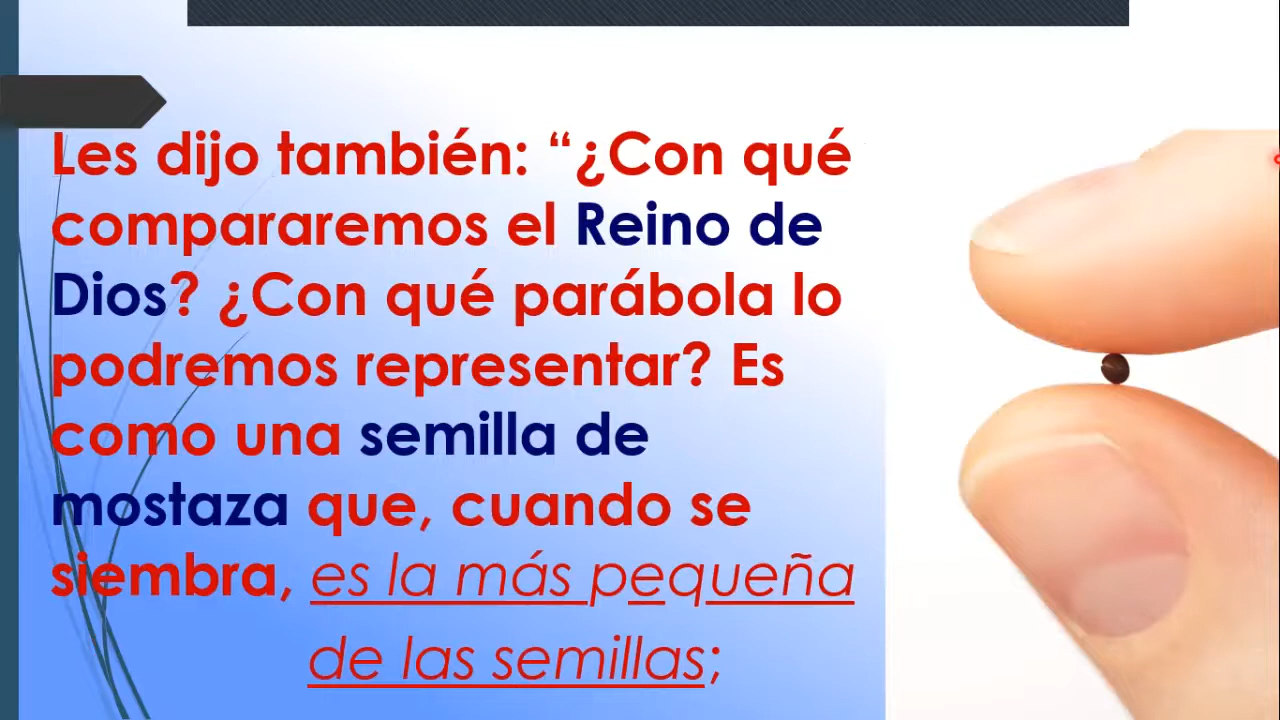 Les dijo también: “¿Con qué
compararemos el Reino de
Dios? ¿Con qué parábola lo
podremos representar? Es
como una semilla de
mostaza que, cuando se
siembra, es la más pequeña
de las semillas;